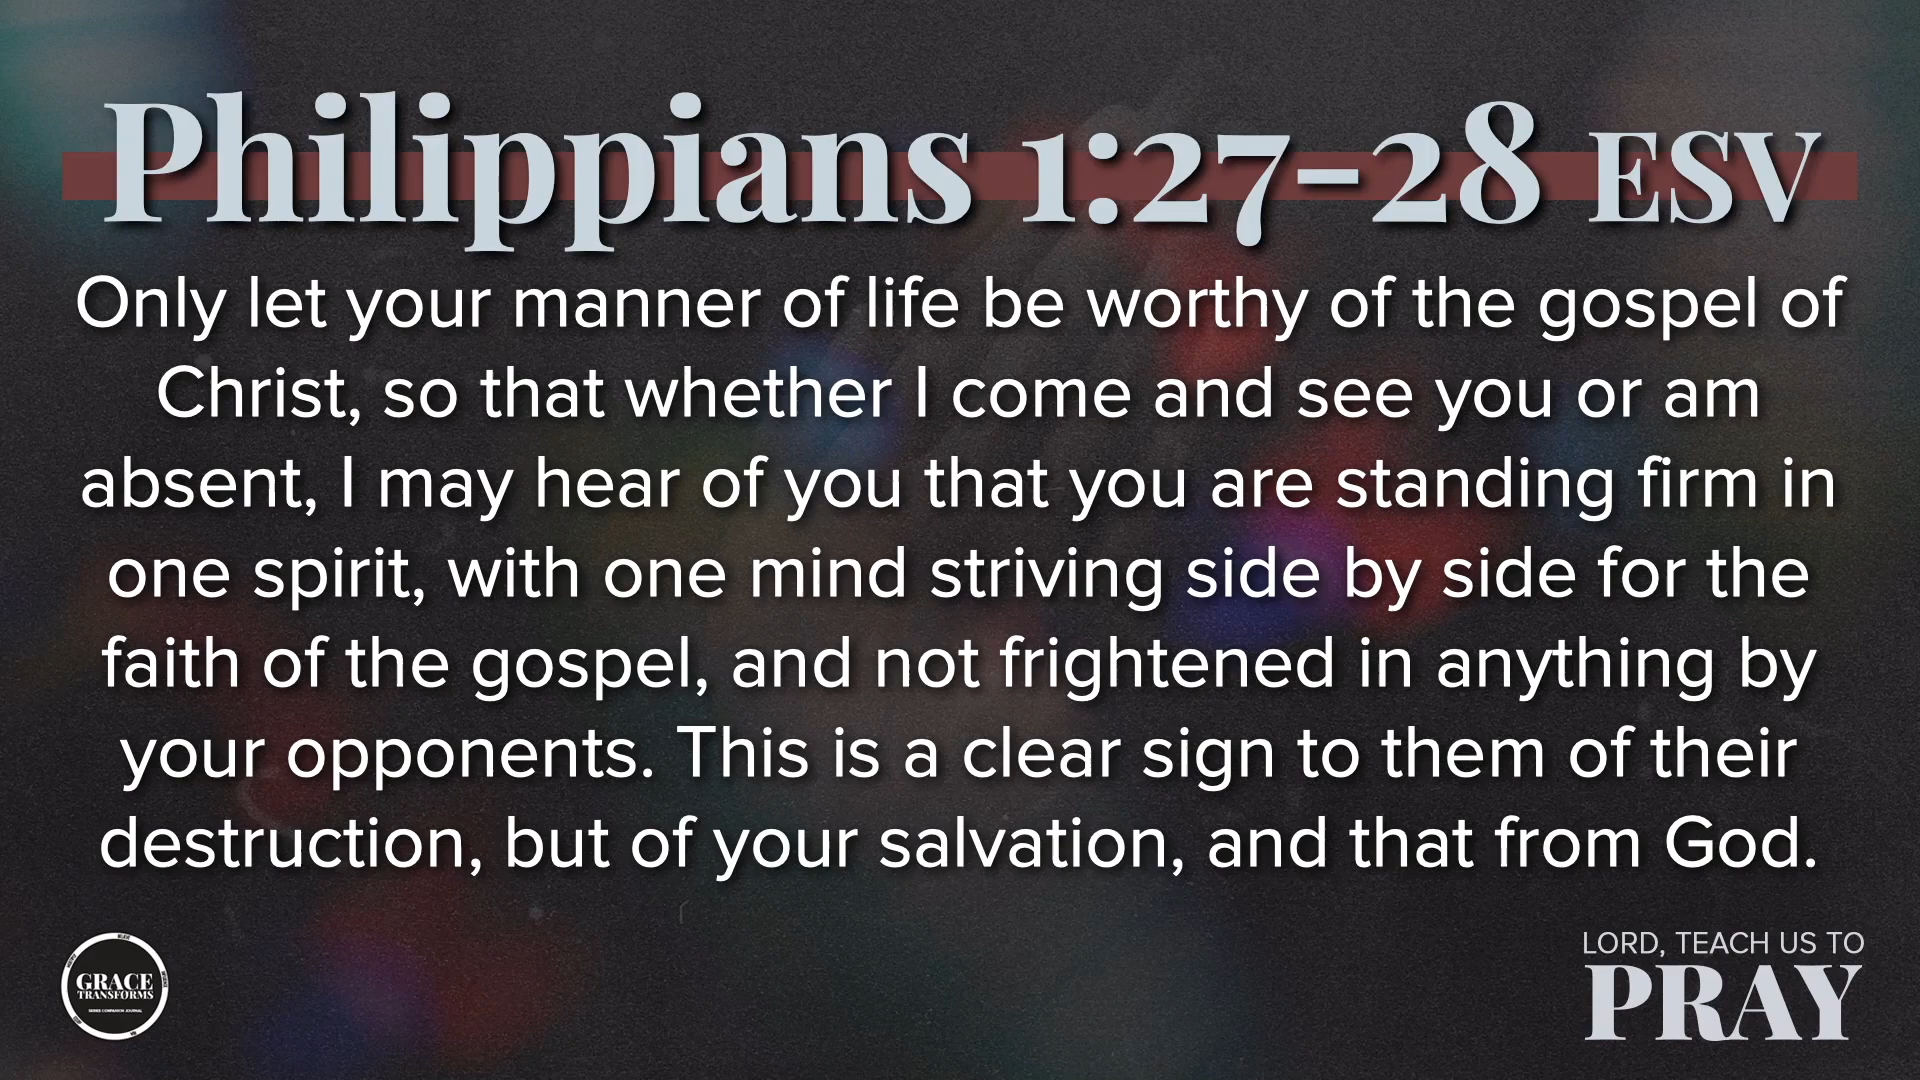 Philippians 1:27-28 ESV
Only let your manner of life be worthy of the gospel of
Christ, so that whether I come and see you or am
absent, I may hear of you that you are standing firm in
one spirit, with one mind striving side by side for the
faith of the gospel, and not frightened in anything by
your opponents. This is a clear sign to them of their
destruction, but of your salvation, and that from God.
GRACE
TRANSFORMS
SERIES COMPANION JOURNAL
LORD, TEACH US TO
PRAY